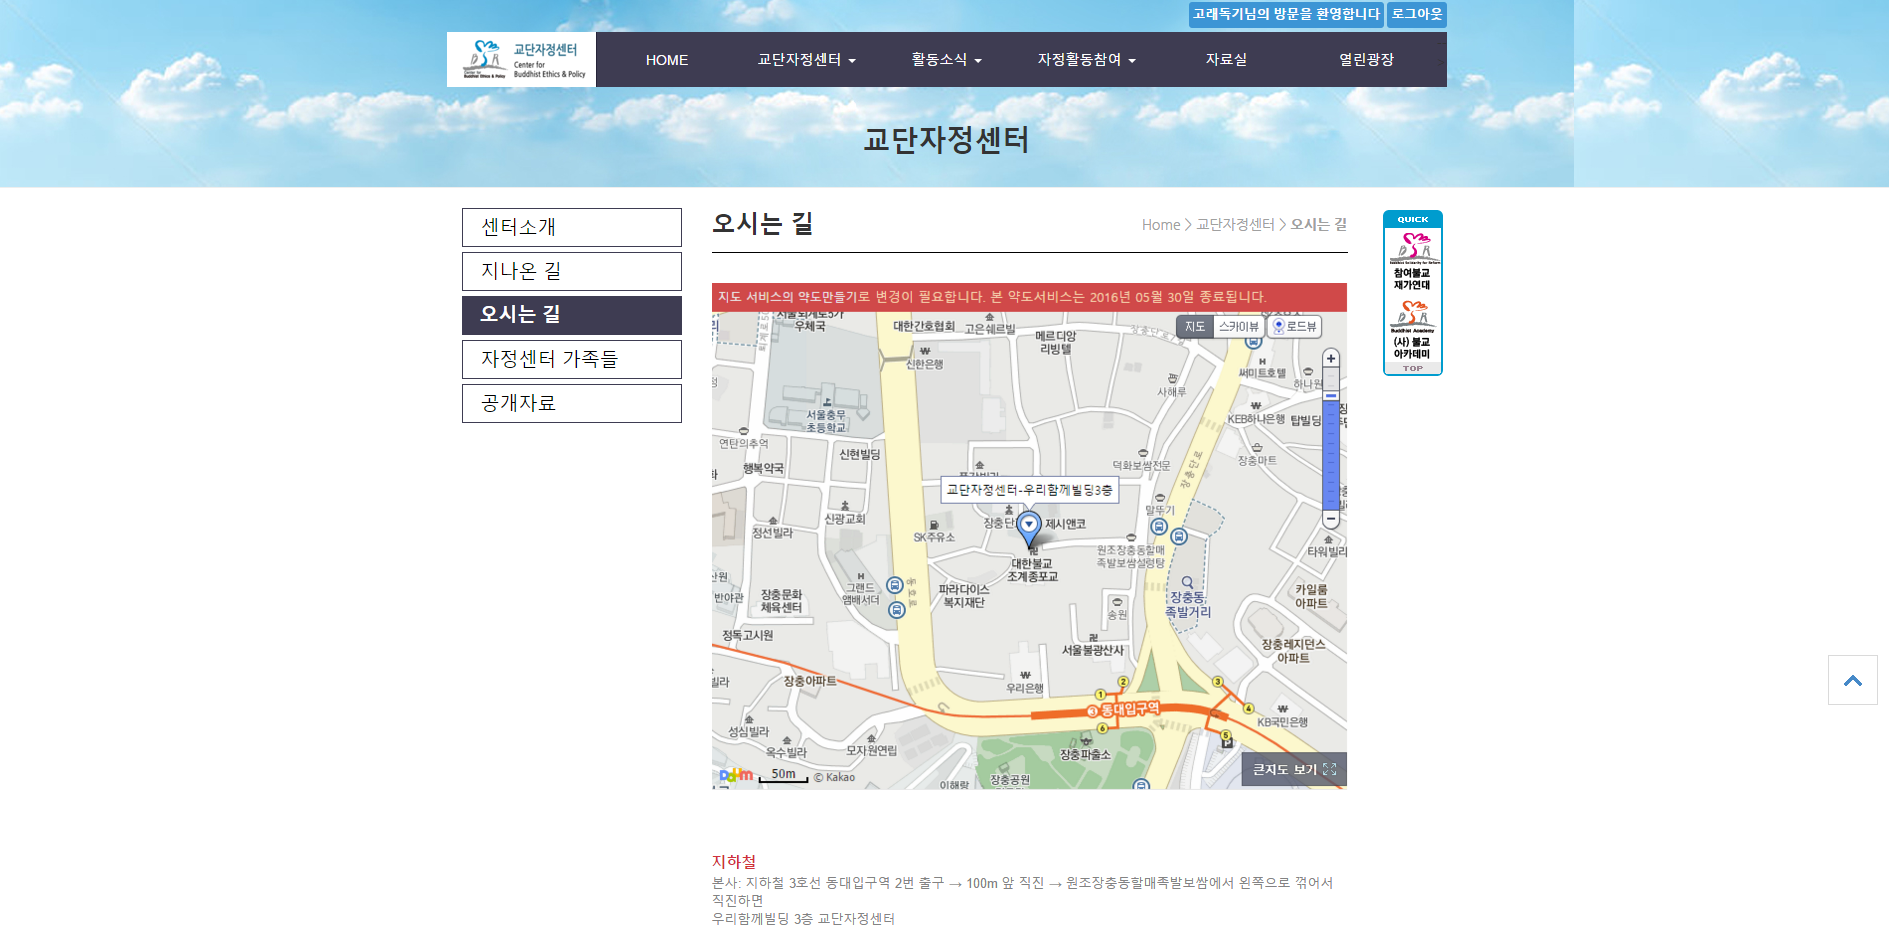 고래독기님의 방문을 환영합니다 로그아웃
교단자정센터
Center for
Buddhist Ethics & Policy
HOME 교단자정센터 활동소식 자정활동참여 자료실 열린광장
교단자정센터
센터소개
지나온 길
오시는 길
자정센터 가족들
공개자료
오시는 길
Home > 교단자정센터 > 오시는 길
QUICK
참여불교
재가연대
Buddhist Academy
(사) 불교
아카데미
TOP
지도 서비스의 약도만들기로 변경이 필요합니다. 본 약도서비스는 2016년 05월 30일 종료됩니다.
지도 스카이뷰 로드뷰
우체국
대한간호협회
고은쉐르빌
메르디앙
리빙텔
신한은행
써미트호텔
하나원
사해루
서울충무
초등학교
KEB하나은행
탑빌딩
연탄의추억
신현빌딩
행복약국
덕화보쌈전문
장충단로
장충마트
교단자정센터-우리함께빌딩3층
신광교회
정선빌라
SK주유소
장충단
제시앤코
말뚝기
원조장충동할매
족발보쌈설렁탕
타워빌리
대한불교
조계종포교
그랜드
앰배서더
동호로
파라다이스
복지재단
장충동
족발거리
카일룸
아파트
반야관
장충문화
체육센터
송원
정독고시원
서울불광산사
장충레지던스
아파트
장충아파트
우리은행
1
2
3
4
5
6
3 동대입구역
KB국민은행
P
성심빌라
옥수빌라
모자원연립
장충파출소
장충공원
이해랑
Daum 50m © Kakao
큰지도 보기
지하철
본사: 지하철 3호선 동대입구역 2번 출구 → 100m 앞 직진 → 원조장충동할매족발보쌈에서 왼쪽으로 꺾어서
직진하면
우리함께빌딩 3층 교단자정센터